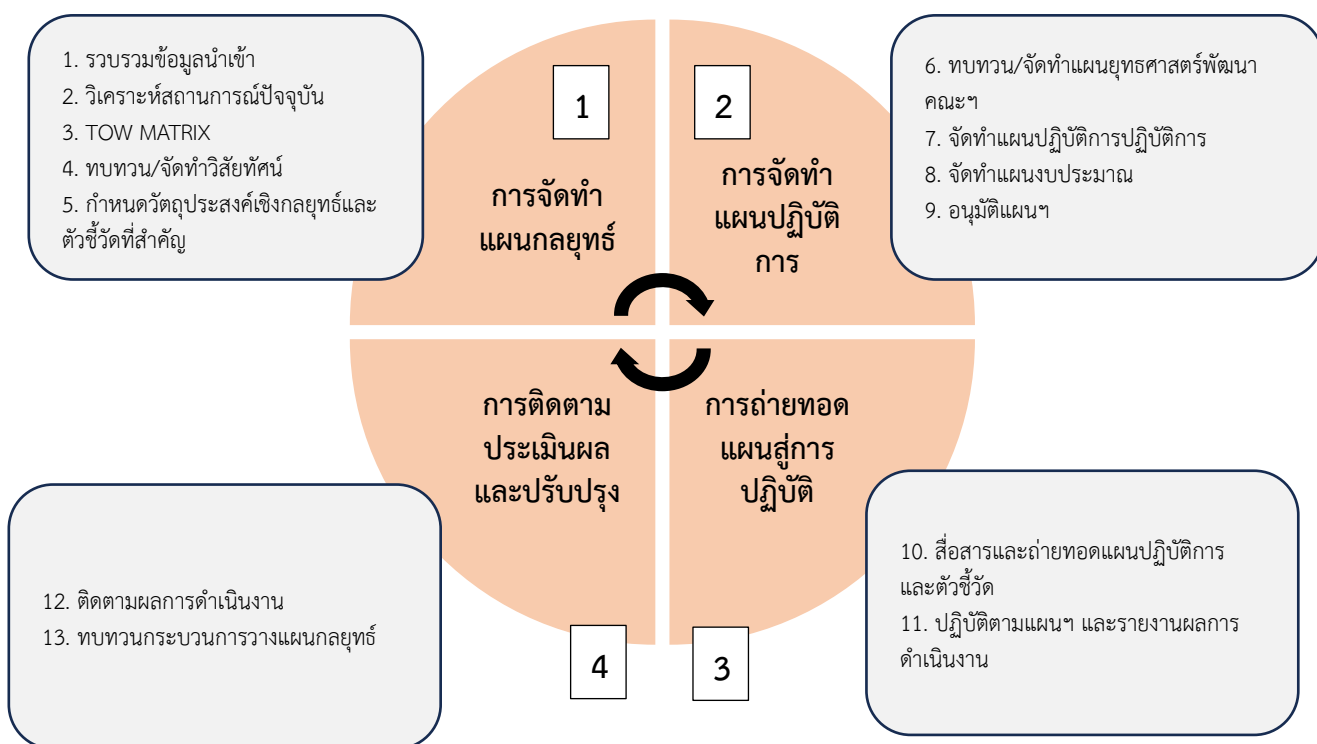 1. รวบรวมข้อมูลนำเข้า
2. วิเคราะห์สถานการณ์ปัจจุบัน
3. TOW MATRIX
4. ทบทวน/จัดทำวิสัยทัศน์
5. กำหนดวัตถุประสงค์เชิงกลยุทธ์และ
ตัวชี้วัดที่สำคัญ
1
การจัดทำ
แผนกลยุทธ์
2
การจัดทำ
แผนปฏิบัติ
การ
6. ทบทวน/จัดทำแผนยุทธศาสตร์พัฒนา
คณะฯ
7. จัดทำแผนปฏิบัติการปฏิบัติการ
8. จัดทำแผนงบประมาณ
9. อนุมัติแผนฯ
การติดตาม
ประเมินผล
และปรับปรุง
4
12. ติดตามผลการดำเนินงาน
13. ทบทวนกระบวนการวางแผนกลยุทธ์
การถ่ายทอด
แผนสู่การ
ปฏิบัติ
3
10. สื่อสารและถ่ายทอดแผนปฏิบัติการ
และตัวชี้วัด
11. ปฏิบัติตามแผนฯ และรายงานผลการ
ดำเนินงาน